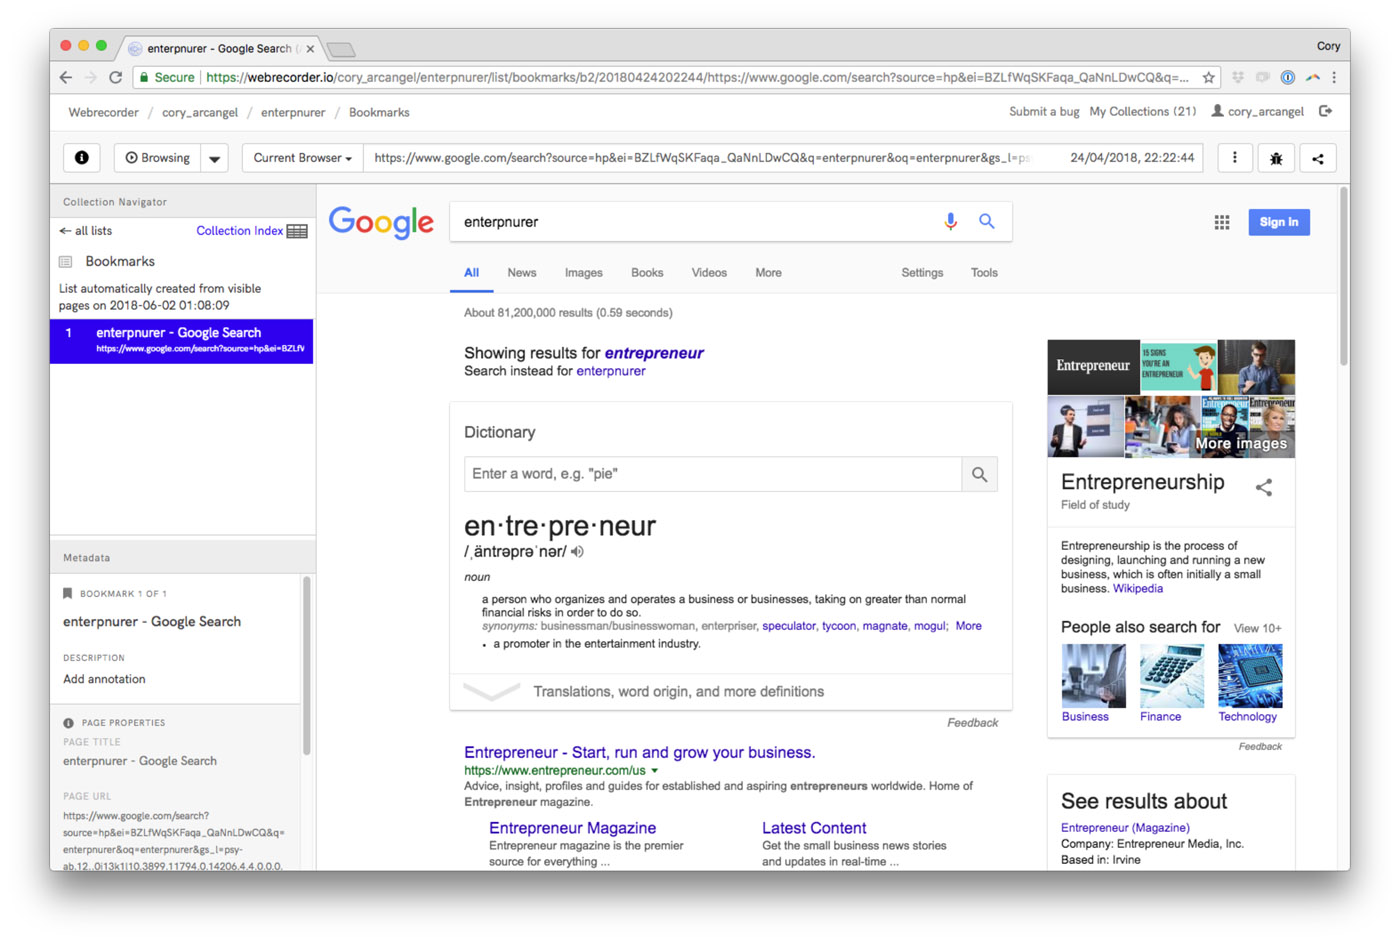 enterpnurer - Google Search (
Cory
Secure https://webrecorder.io/cory_arcangel/enterpnurer/list/bookmarks/b2/20180424202244/https://www.google.com/search?source=hp&ei=BZLfWqSKFaqa_QaNnLDwCQ&q=...
Webrecorder / cory_arcangel / enterpnurer / Bookmarks
Submit a bug My Collections (21) cory_arcangel
Browsing
Current Browser
https://www.google.com/search?source=hp&ei=BZLfWqSKFaqa_QaNnLDwCQ&q=enterpnurer&oq=enterpnurer&gs_l=psy
24/04/2018, 22:22:44
Collection Navigator
← all lists
Collection Index
Bookmarks
List automatically created from visible
pages on 2018-06-02 01:08:09
1 enterpnurer - Google Search
https://www.google.com/search?source=hp&ei=BZLfW
Metadata
BOOKMARK 1 OF 1
enterpnurer - Google Search
DESCRIPTION
Add annotation
PAGE PROPERTIES
PAGE TITLE
enterpnurer - Google Search
PAGE URL
https://www.google.com/search?
source=hp&ei=BZLfWqSKFaqa_QaNnLDwCQ&q=
enterpnurer&oq=enterpnurer&gs_l=psy-
ab.12..0i13k1l10.3899.11794.0.14206.4.4.0.0.0.
Google
enterpnurer
Sign in
All News Images Books Videos More Settings Tools
About 81,200,000 results (0.59 seconds)
Showing results for entrepreneur
Search instead for enterpnurer
Dictionary
Enter a word, e.g. "pie"
en·tre·pre·neur
/ˌäntrəprəˈnər/
noun
a person who organizes and operates a business or businesses, taking on greater than normal
financial risks in order to do so.
synonyms: businessman/businesswoman, enterpriser, speculator, tycoon, magnate, mogul; More
• a promoter in the entertainment industry.
Translations, word origin, and more definitions
Feedback
Entrepreneur - Start, run and grow your business.
https://www.entrepreneur.com/us
Advice, insight, profiles and guides for established and aspiring entrepreneurs worldwide. Home of
Entrepreneur magazine.
Entrepreneur Magazine
Entrepreneur magazine is the premier
source for everything ...
Latest Content
Get the small business news stories
and updates in real-time ...
Entrepreneur
15 SIGNS
YOU'RE AN
ENTREPRENEUR
Entrepreneur
More images
Entrepreneurship
Field of study
Entrepreneurship is the process of
designing, launching and running a new
business, which is often initially a small
business. Wikipedia
People also search for View 10+
Business Finance Technology
Feedback
See results about
Entrepreneur (Magazine)
Company: Entrepreneur Media, Inc.
Based in: Irvine